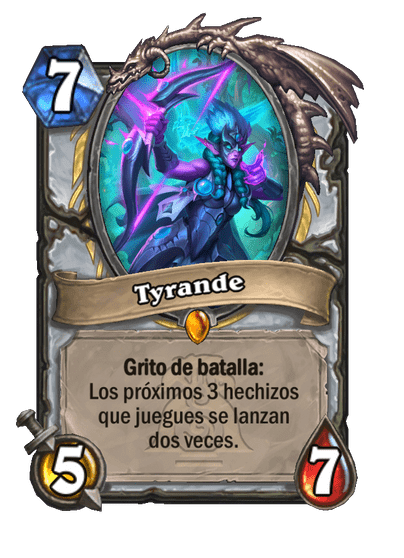 7
Tyrande
Grito de batalla:
Los próximos 3 hechizos
que juegues se lanzan
dos veces.
5
7